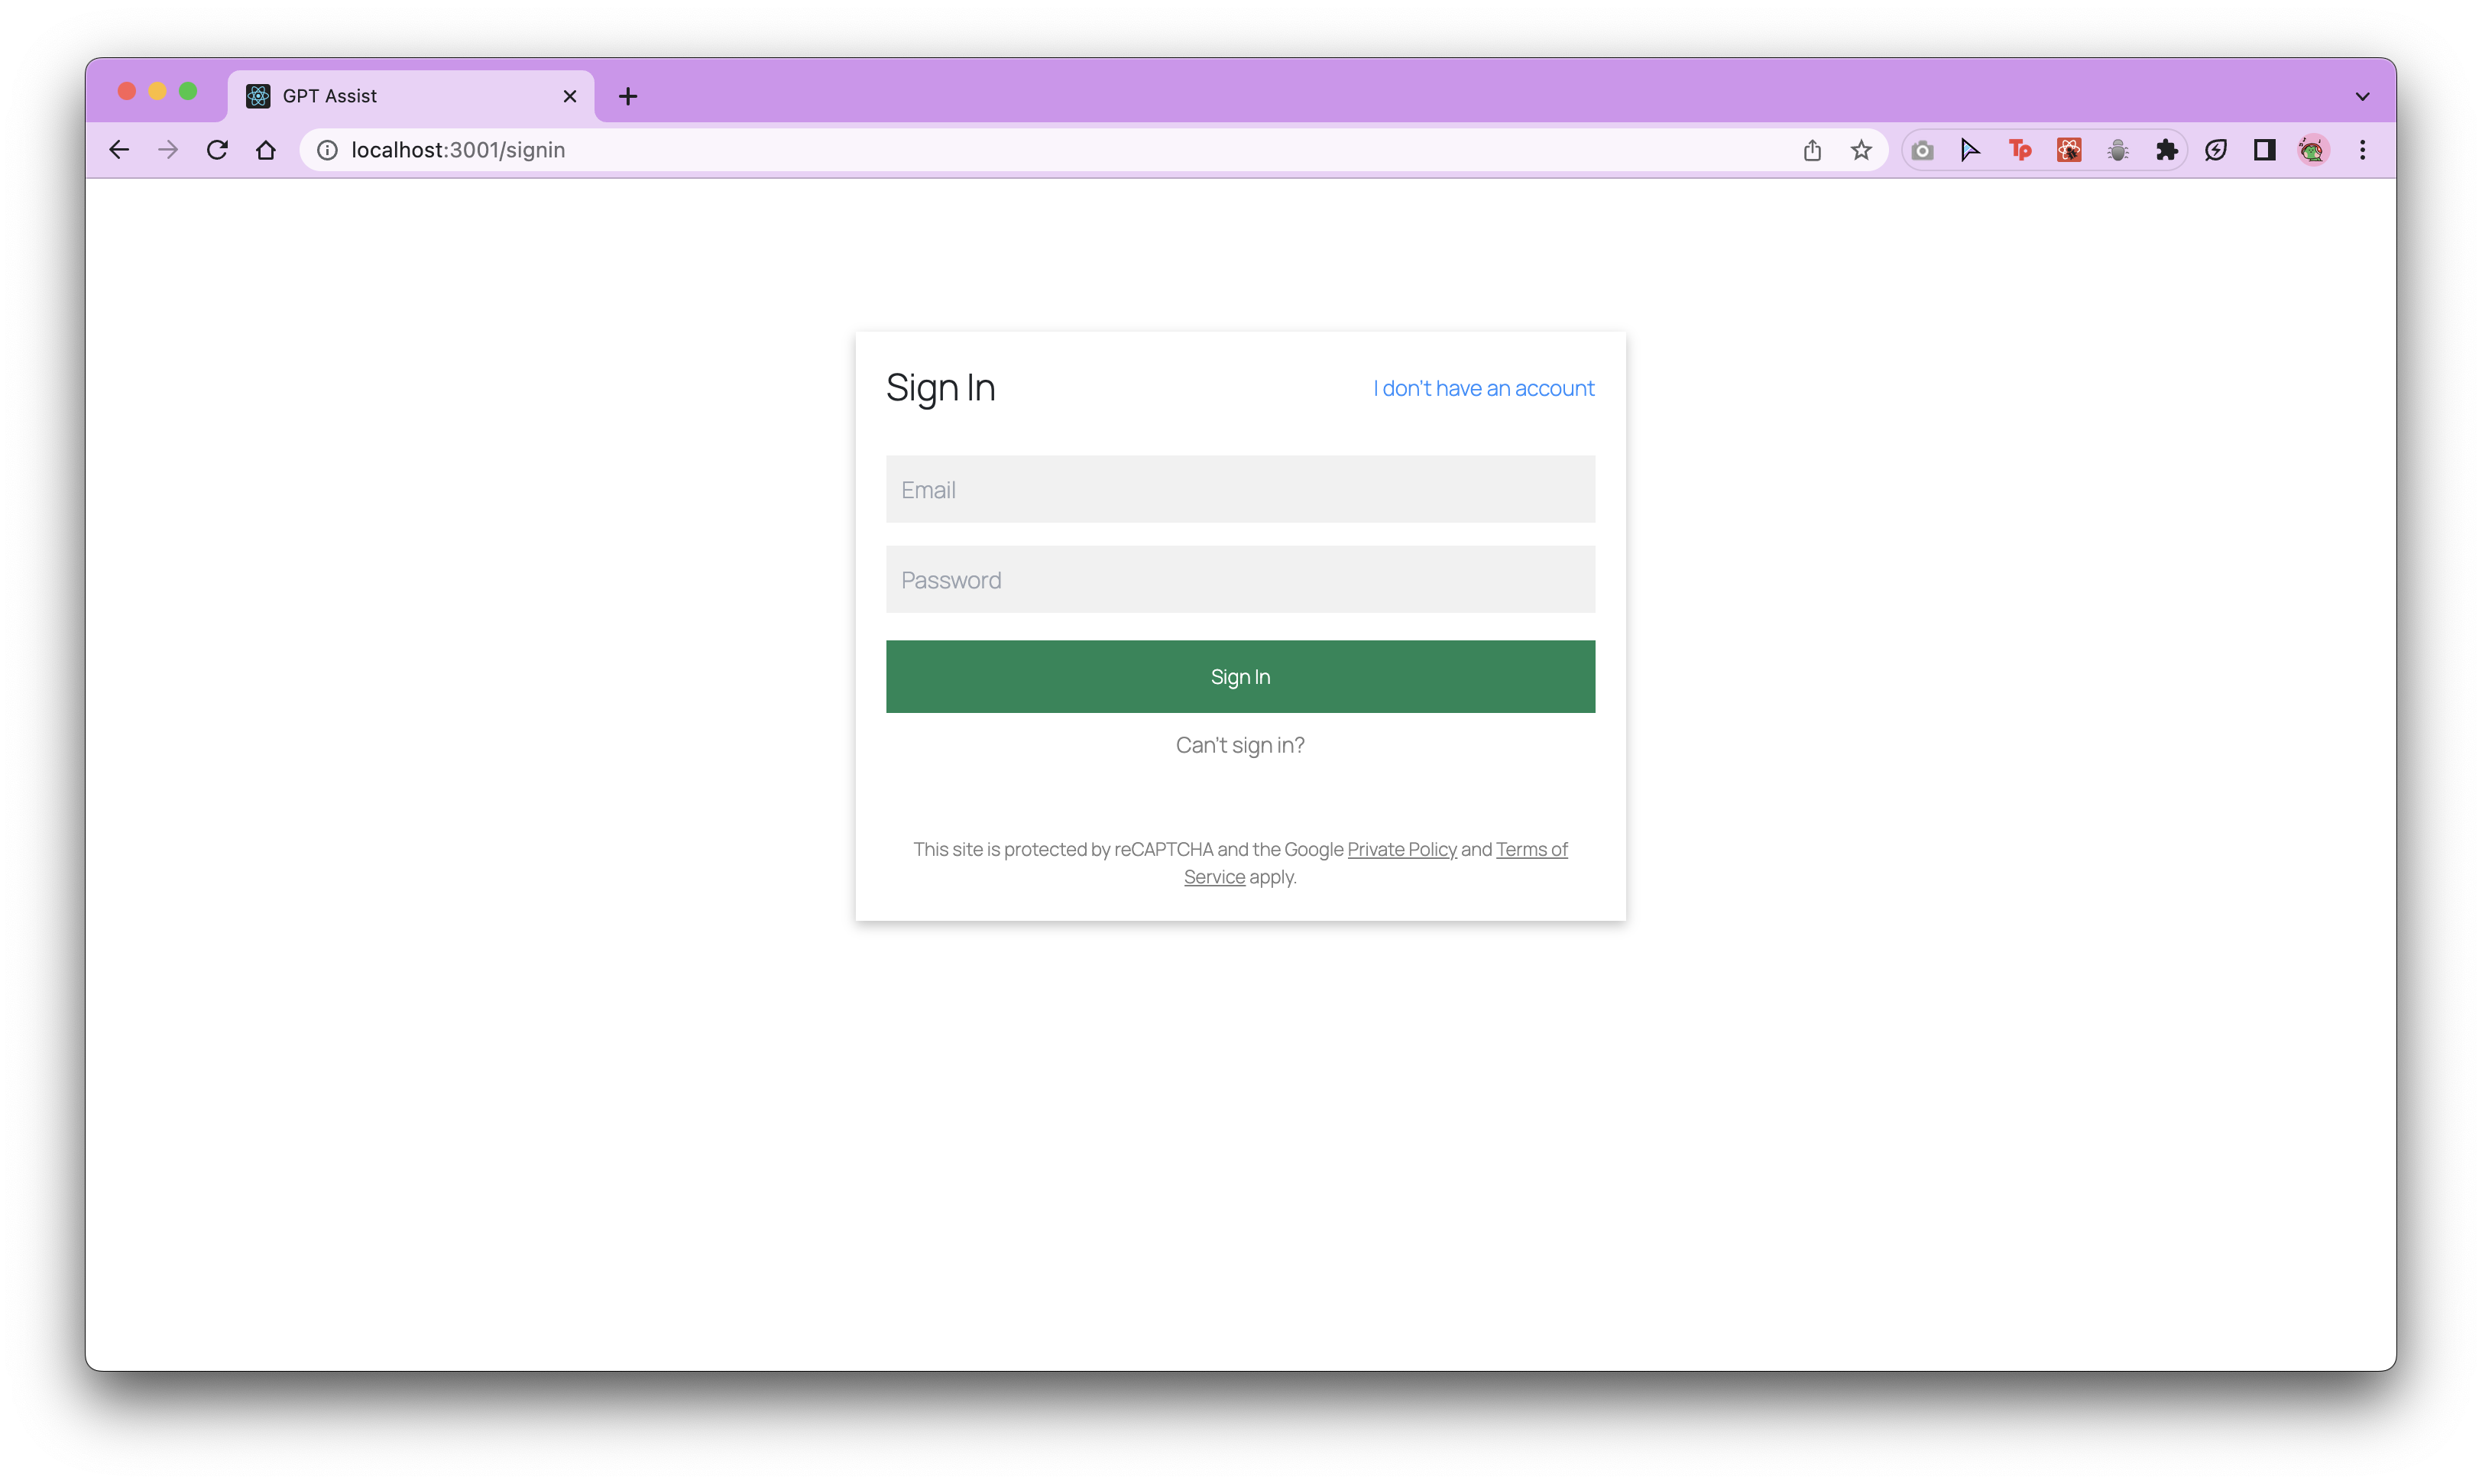 GPT Assist
localhost:3001/signin
Tp
Sign In
I don't have an account
Email
Password
Sign In
Can't sign in?
This site is protected by reCAPTCHA and the Google Private Policy and Terms of
Service apply.